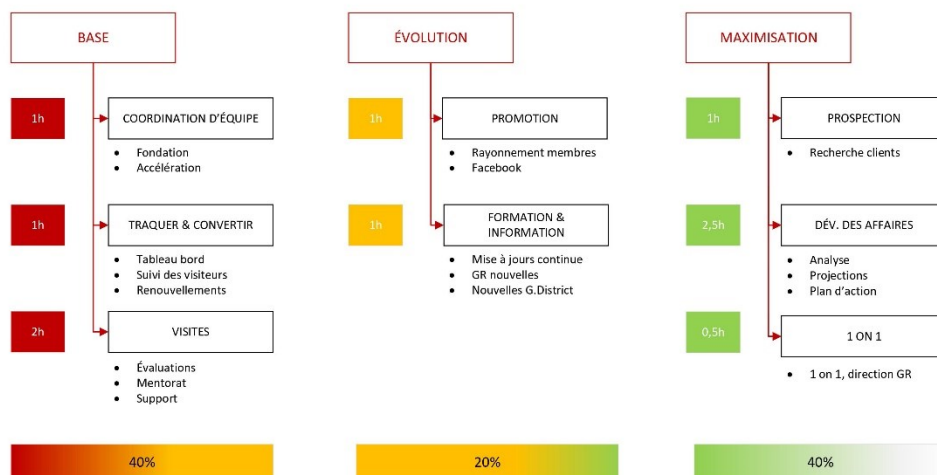 BASE
1h
COORDINATION D'ÉQUIPE
• Fondation
• Accélération
1h
TRAQUER & CONVERTIR
• Tableau bord
• Suivi des visiteurs
• Renouvellements
2h
VISITES
• Évaluations
• Mentorat
• Support
40%
ÉVOLUTION
1h
PROMOTION
• Rayonnement membres
• Facebook
1h
FORMATION &
INFORMATION
• Mise à jours continue
• GR nouvelles
• Nouvelles G.District
20%
MAXIMISATION
1h
PROSPECTION
• Recherche clients
2,5h
DÉV. DES AFFAIRES
• Analyse
• Projections
• Plan d'action
0,5h
1 ON 1
• 1 on 1, direction GR
40%